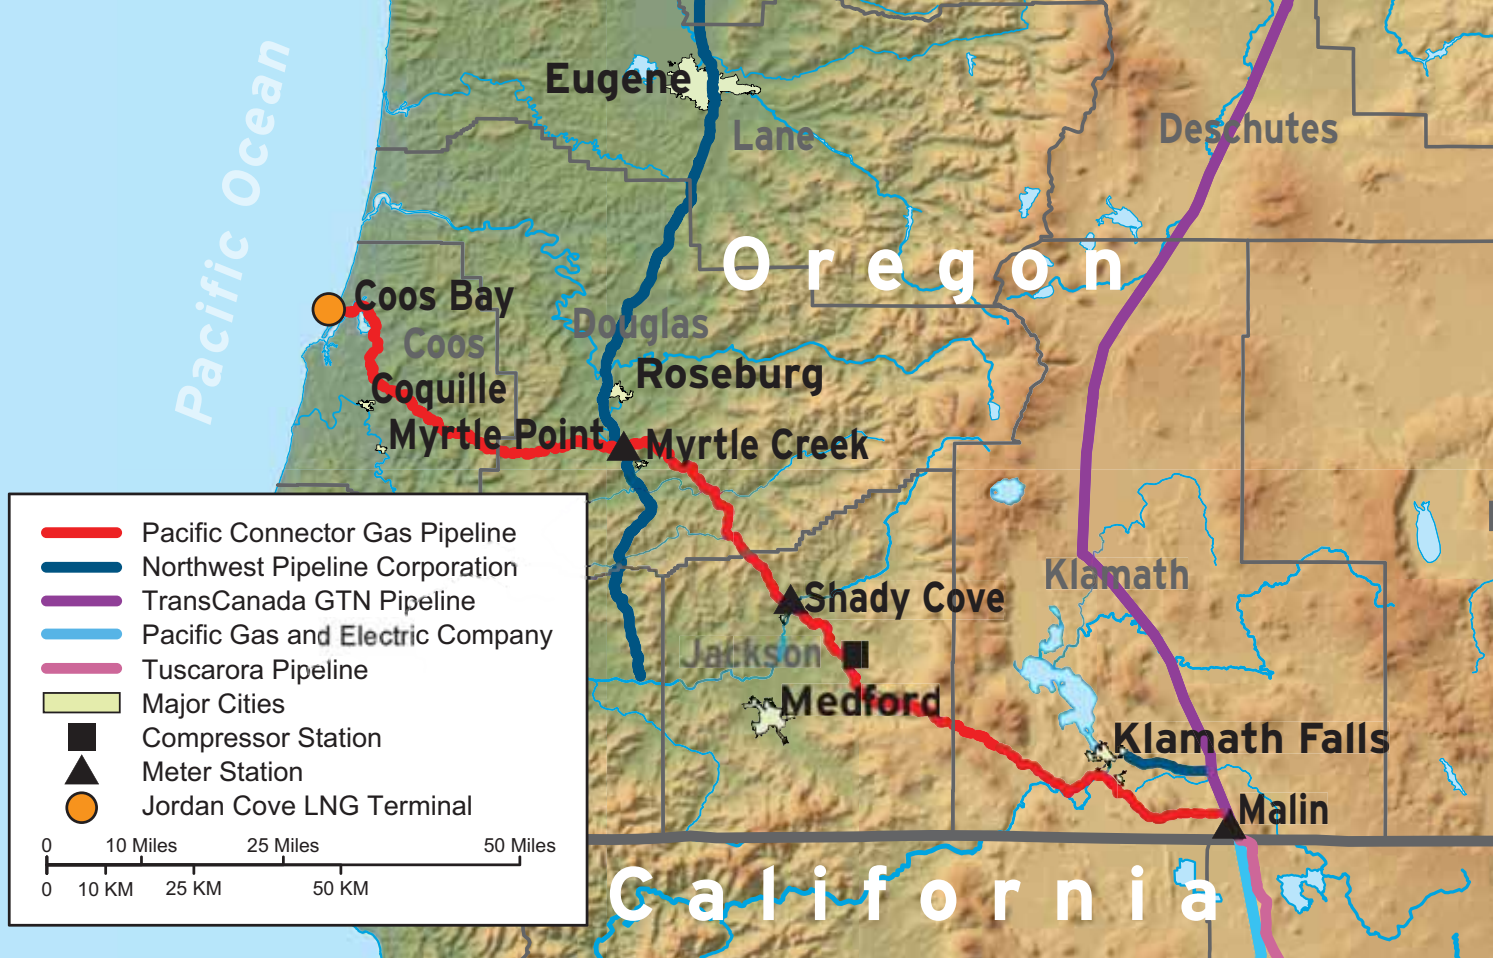 Pacific Ocean
Eugene
Lane
Deschutes
Oregon
Coos Bay
Coos
Douglas
Roseburg
Coquille
Myrtle Point
Myrtle Creek
Klamath
Shady Cove
Jackson
Medford
Klamath Falls
Malin
California
Pacific Connector Gas Pipeline
Northwest Pipeline Corporation
TransCanada GTN Pipeline
Pacific Gas and Electric Company
Tuscarora Pipeline
Major Cities
Compressor Station
Meter Station
Jordan Cove LNG Terminal
0 10 Miles 25 Miles 50 Miles
0 10 KM 25 KM 50 KM